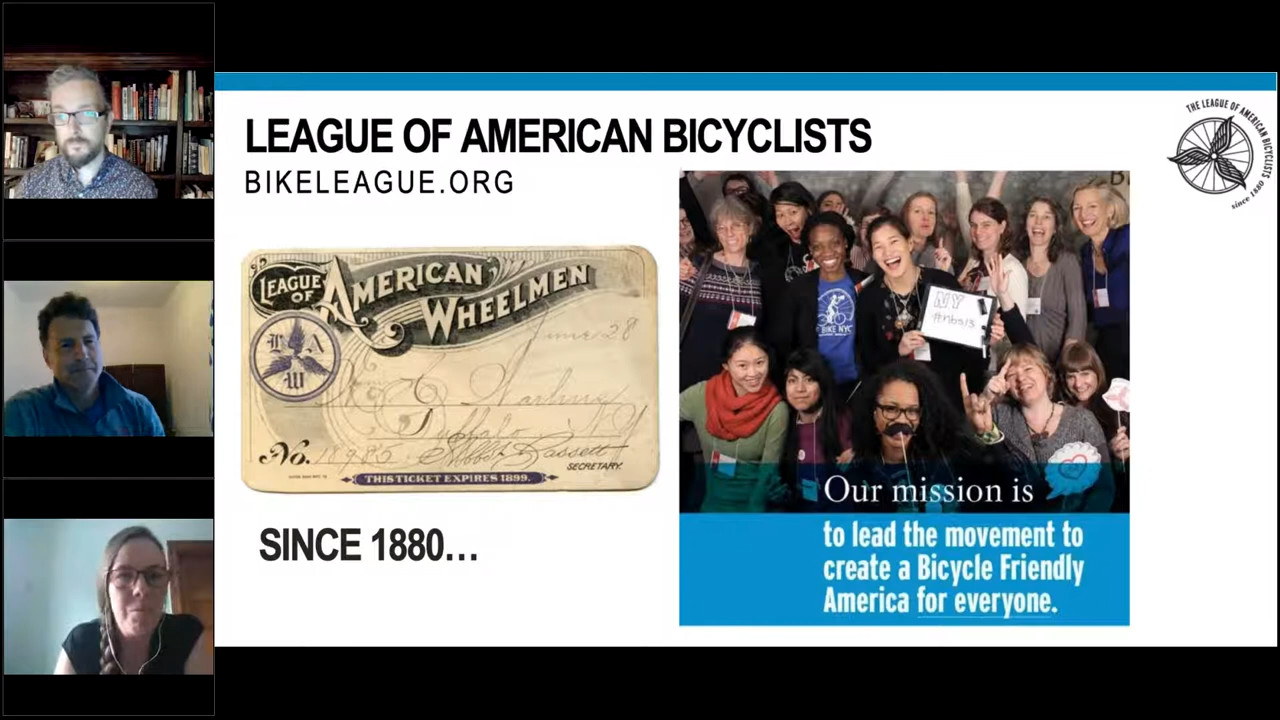 LEAGUE OF AMERICAN BICYCLISTS
BIKELEAGUE.ORG
THE LEAGUE OF AMERICAN BICYCLISTS
since 1880
LEAGUE
OF
AMERICAN
WHEELMEN
June 28
L A
W
No.
Bassett
SECRETARY.
THIS TICKET EXPIRES 1899.
SINCE 1880...
BIKE NYC
NY
#nbs13
Our mission is
to lead the movement to
create a Bicycle Friendly
America for everyone.